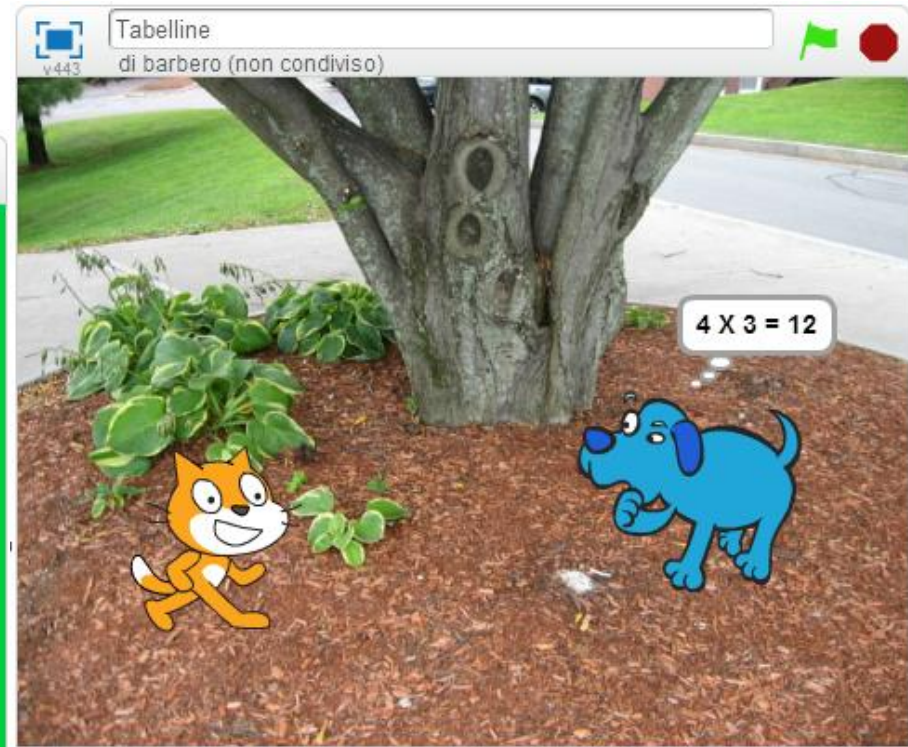 Tabelline
v443
di barbero (non condiviso)
4 X 3 = 12